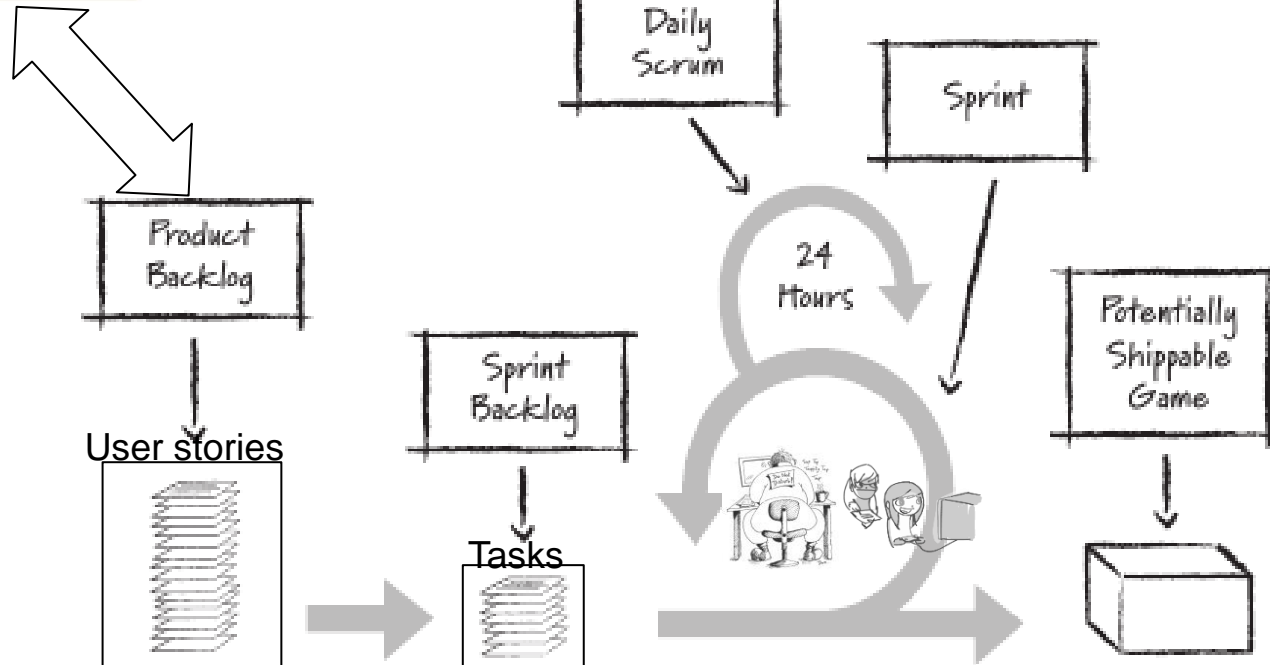 Daily
Scrum
Sprint
Product
Backlog
24
Hours
Potentially
Shippable
Game
Sprint
Backlog
User stories
Tasks